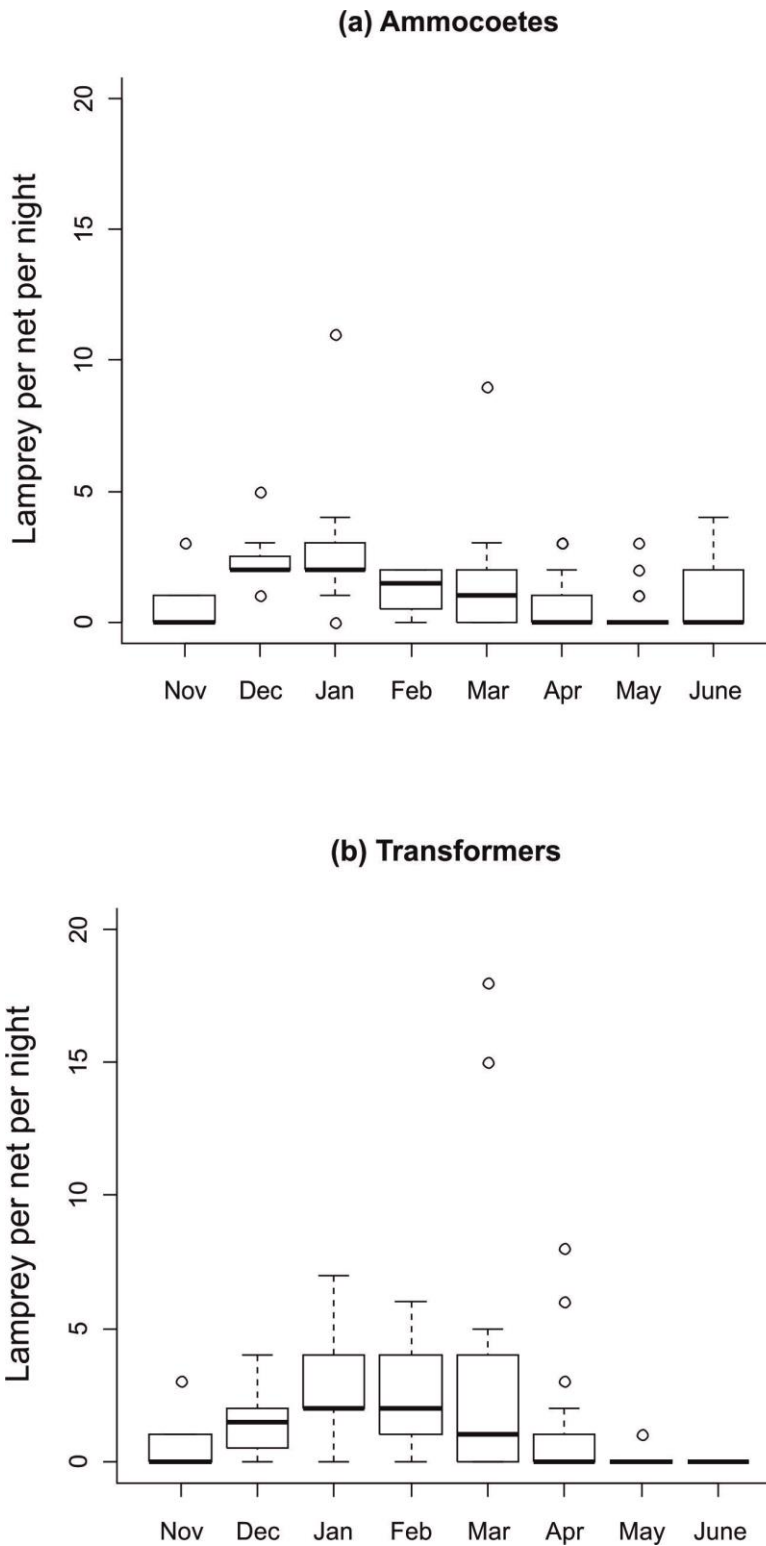 (a) Ammocoetes
Lamprey per net per night
20
15
10
5
0
Nov Dec Jan Feb Mar Apr May June
(b) Transformers
Lamprey per net per night
20
15
10
5
0
Nov Dec Jan Feb Mar Apr May June